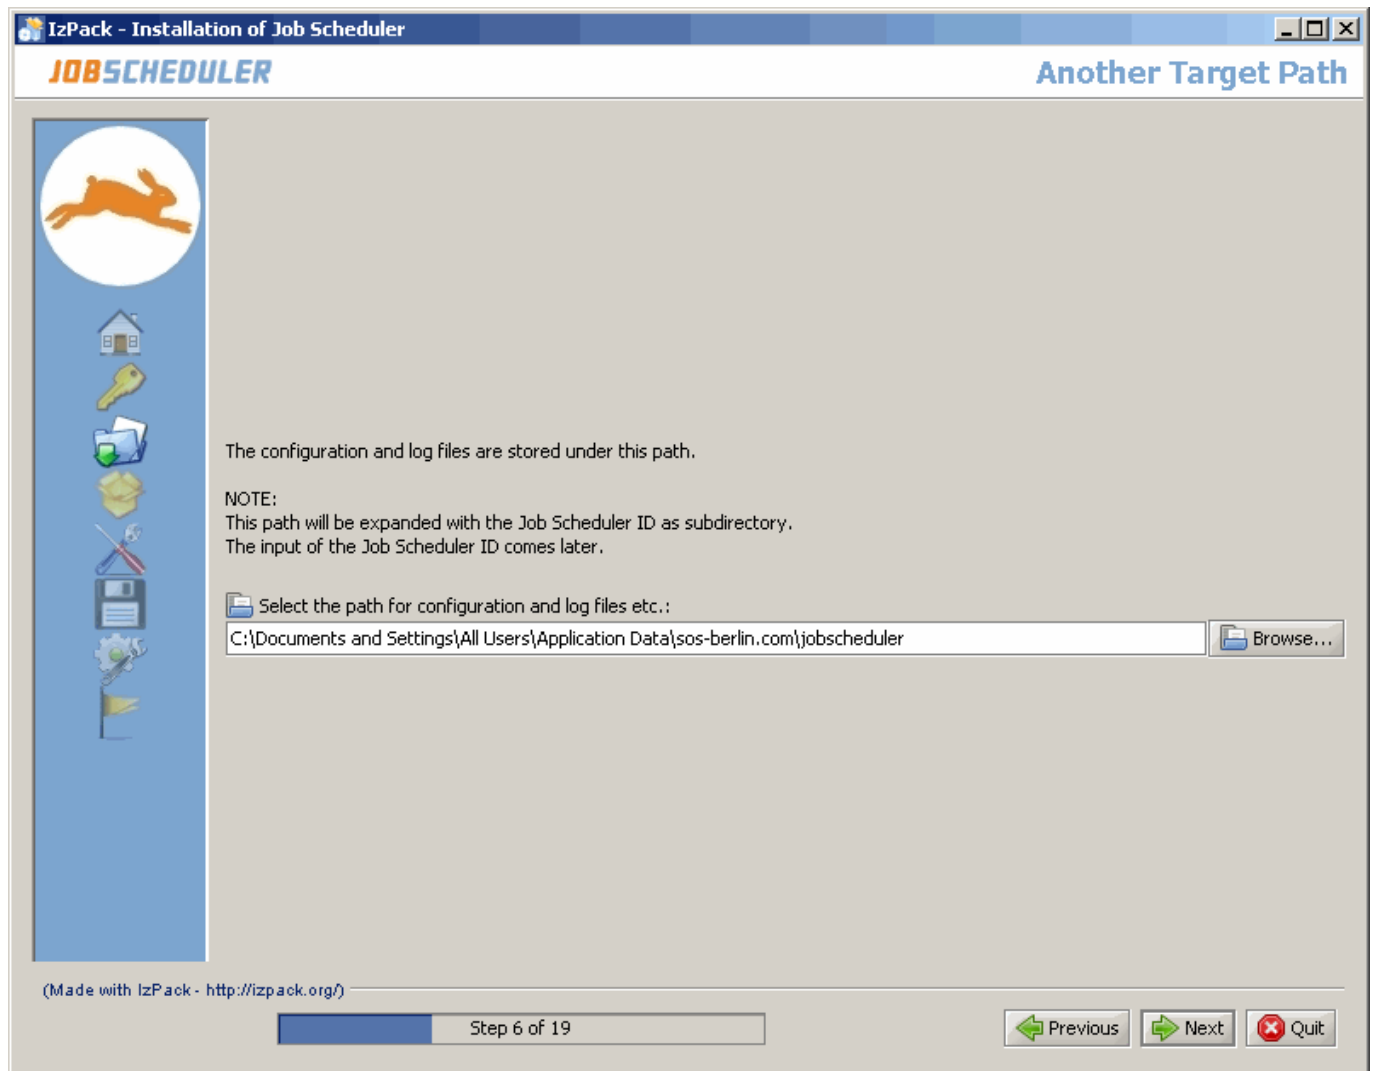 IzPack - Installation of Job Scheduler
JOBSCHEDULER
Another Target Path
The configuration and log files are stored under this path.
NOTE:
This path will be expanded with the Job Scheduler ID as subdirectory.
The input of the Job Scheduler ID comes later.
Select the path for configuration and log files etc.:
C:\Documents and Settings\All Users\Application Data\sos-berlin.com\jobscheduler
Browse...
(Made with IzPack - http://izpack.org/)
Step 6 of 19
Previous
Next
Quit